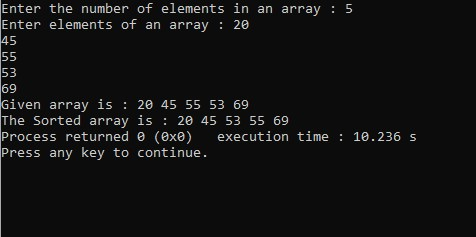 Enter the number of elements in an array : 5
Enter elements of an array : 20
45
55
53
69
Given array is : 20 45 55 53 69
The Sorted array is : 20 45 53 55 69
Process returned 0 (0x0)   execution time : 10.236 s
Press any key to continue.